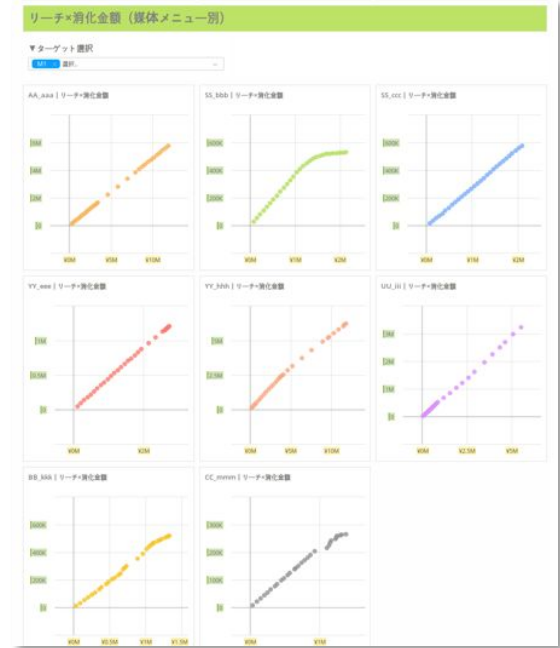 リーチ×消化金額（媒体メニュー別）
▼ターゲット選択
M1 選択..
AA_aaa | リーチ×消化金額
SS_bbb | リーチ×消化金額
SS_ccc | リーチ×消化金額
4M
600K
600K
400K
400K
2M
200K
200K
0
0
0
¥0M ¥5M ¥10M
¥0M ¥1M ¥2M
¥0M ¥1M ¥2M
YY_eee | リーチ×消化金額
YY_hhh | リーチ×消化金額
UU_iii | リーチ×消化金額
1M
2M
0.5M
2.5M
1M
0
0
0
¥0M ¥2M
¥0M ¥5M ¥10M
¥0M ¥2.5M ¥5M
BB_kkk | リーチ×消化金額
CC_mmm | リーチ×消化金額
600K
300K
400K
200K
200K
100K
0
0
¥0M ¥0.5M ¥1M ¥1.5M
¥0M ¥1M